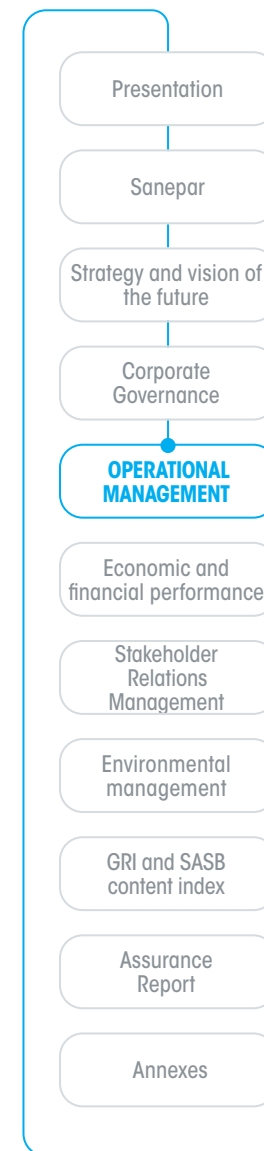 Presentation
Sanepar
Strategy and vision of
the future
Corporate
Governance
OPERATIONAL
MANAGEMENT
Economic and
financial performance
Stakeholder
Relations
Management
Environmental
management
GRI and SASB
content index
Assurance
Report
Annexes